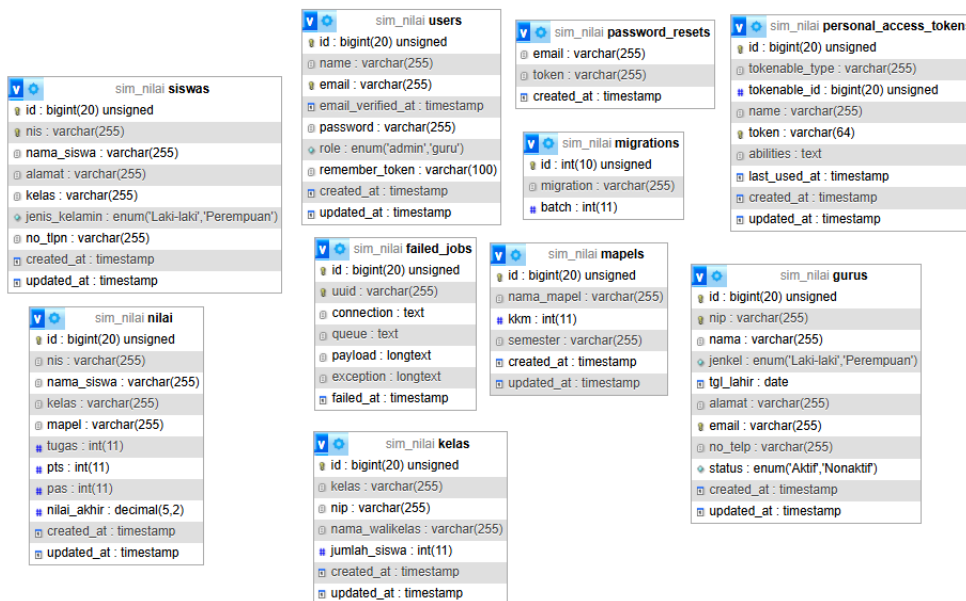 sim_nilai siswas
id : bigint(20) unsigned
nis : varchar(255)
nama_siswa : varchar(255)
alamat : varchar(255)
kelas : varchar(255)
jenis_kelamin : enum('Laki-laki','Perempuan')
no_tlpn : varchar(255)
created_at : timestamp
updated_at : timestamp
sim_nilai nilai
id : bigint(20) unsigned
nis : varchar(255)
nama_siswa : varchar(255)
kelas : varchar(255)
mapel : varchar(255)
tugas : int(11)
pts : int(11)
pas : int(11)
nilai_akhir : decimal(5,2)
created_at : timestamp
updated_at : timestamp
sim_nilai users
id : bigint(20) unsigned
name : varchar(255)
email : varchar(255)
email_verified_at : timestamp
password : varchar(255)
role : enum('admin','guru')
remember_token : varchar(100)
created_at : timestamp
updated_at : timestamp
sim_nilai failed_jobs
id : bigint(20) unsigned
uuid : varchar(255)
connection : text
queue : text
payload : longtext
exception : longtext
failed_at : timestamp
sim_nilai kelas
id : bigint(20) unsigned
kelas : varchar(255)
nip : varchar(255)
nama_walikelas : varchar(255)
jumlah_siswa : int(11)
created_at : timestamp
updated_at : timestamp
sim_nilai password_resets
email : varchar(255)
token : varchar(255)
created_at : timestamp
sim_nilai migrations
id : int(10) unsigned
migration : varchar(255)
batch : int(11)
sim_nilai mapels
id : bigint(20) unsigned
nama_mapel : varchar(255)
kkm : int(11)
semester : varchar(255)
created_at : timestamp
updated_at : timestamp
sim_nilai personal_access_tokens
id : bigint(20) unsigned
tokenable_type : varchar(255)
tokenable_id : bigint(20) unsigned
name : varchar(255)
token : varchar(64)
abilities : text
last_used_at : timestamp
created_at : timestamp
updated_at : timestamp
sim_nilai gurus
id : bigint(20) unsigned
nip : varchar(255)
nama : varchar(255)
jenkel : enum('Laki-laki','Perempuan')
tgl_lahir : date
alamat : varchar(255)
email : varchar(255)
no_telp : varchar(255)
status : enum('Aktif','Nonaktif')
created_at : timestamp
updated_at : timestamp